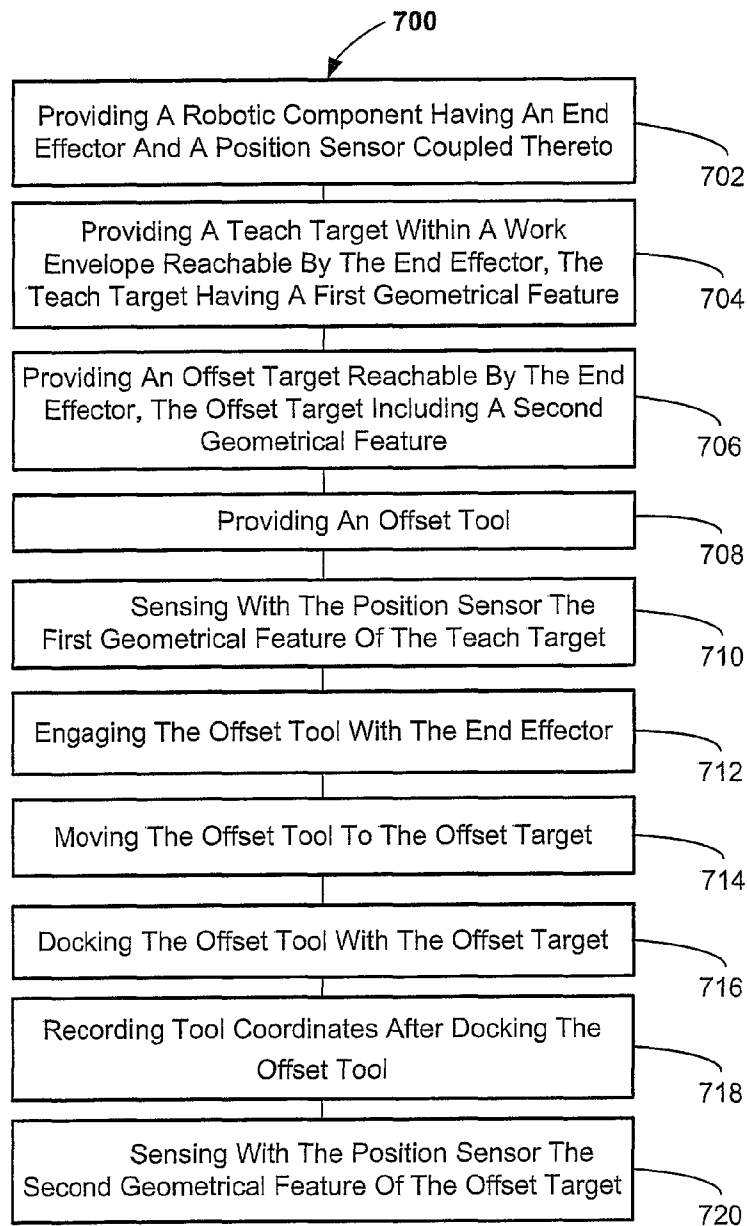 700
Providing A Robotic Component Having An End
Effector And A Position Sensor Coupled Thereto
702
Providing A Teach Target Within A Work
Envelope Reachable By The End Effector, The
Teach Target Having A First Geometrical Feature
704
Providing An Offset Target Reachable By The End
Effector, The Offset Target Including A Second
Geometrical Feature
706
Providing An Offset Tool
708
Sensing With The Position Sensor The
First Geometrical Feature Of The Teach Target
710
Engaging The Offset Tool With The End Effector
712
Moving The Offset Tool To The Offset Target
714
Docking The Offset Tool With The Offset Target
716
Recording Tool Coordinates After Docking The
Offset Tool
718
Sensing With The Position Sensor The
Second Geometrical Feature Of The Offset Target
720